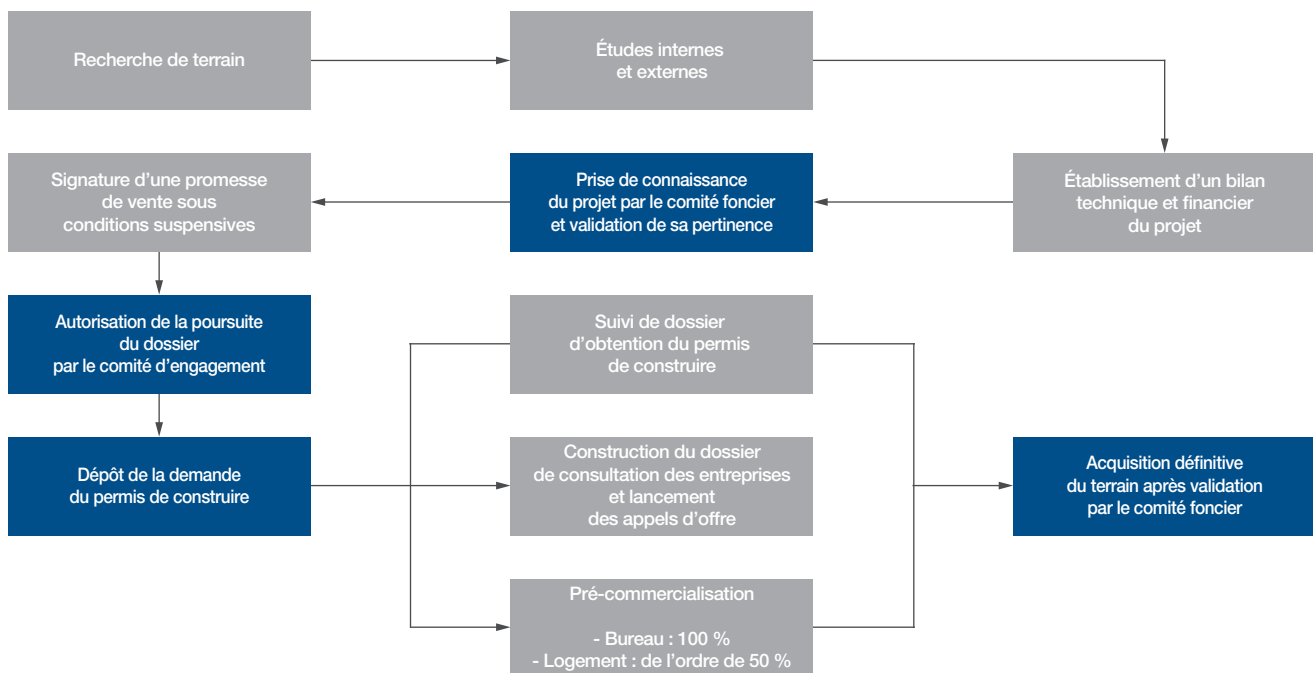 Recherche de terrain
Études internes
et externes
Signature d'une promesse
de vente sous
conditions suspensives
Prise de connaissance
du projet par le comité foncier
et validation de sa pertinence
Établissement d'un bilan
technique et financier
du projet
Autorisation de la poursuite
du dossier
par le comité d'engagement
Suivi de dossier
d'obtention du permis
de construire
Dépôt de la demande
du permis de construire
Construction du dossier
de consultation des entreprises
et lancement
des appels d'offre
Acquisition définitive
du terrain après validation
par le comité foncier
Pré-commercialisation
- Bureau : 100 %
- Logement : de l'ordre de 50 %